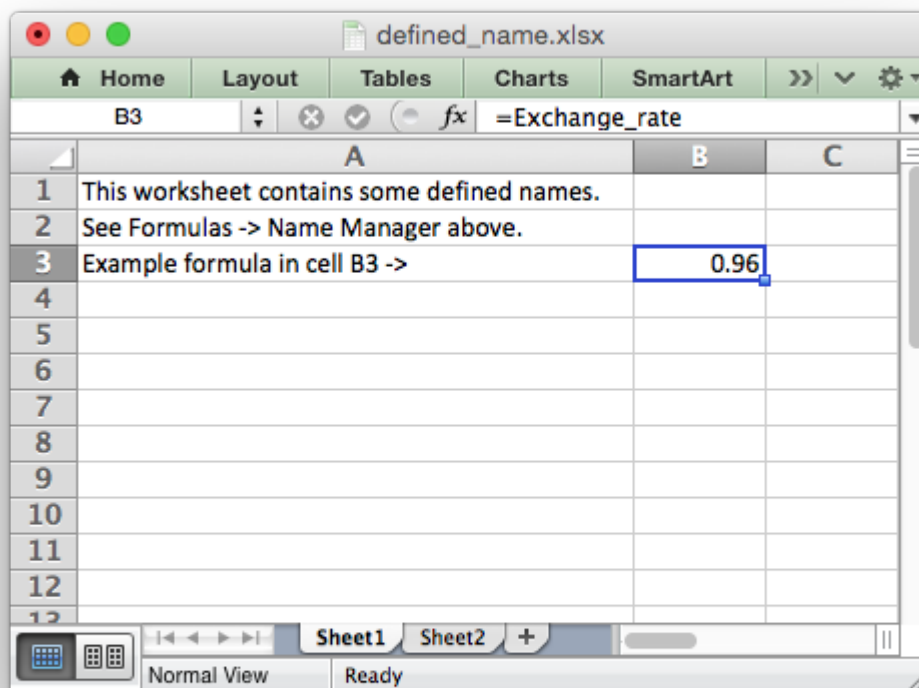 defined_name.xlsx
Home Layout Tables Charts SmartArt
B3 fx =Exchange_rate
A B C
1 This worksheet contains some defined names.
2 See Formulas -> Name Manager above.
3 Example formula in cell B3 -> 0.96
4
5
6
7
8
9
10
11
12
13
Sheet1 Sheet2 +
Normal View Ready